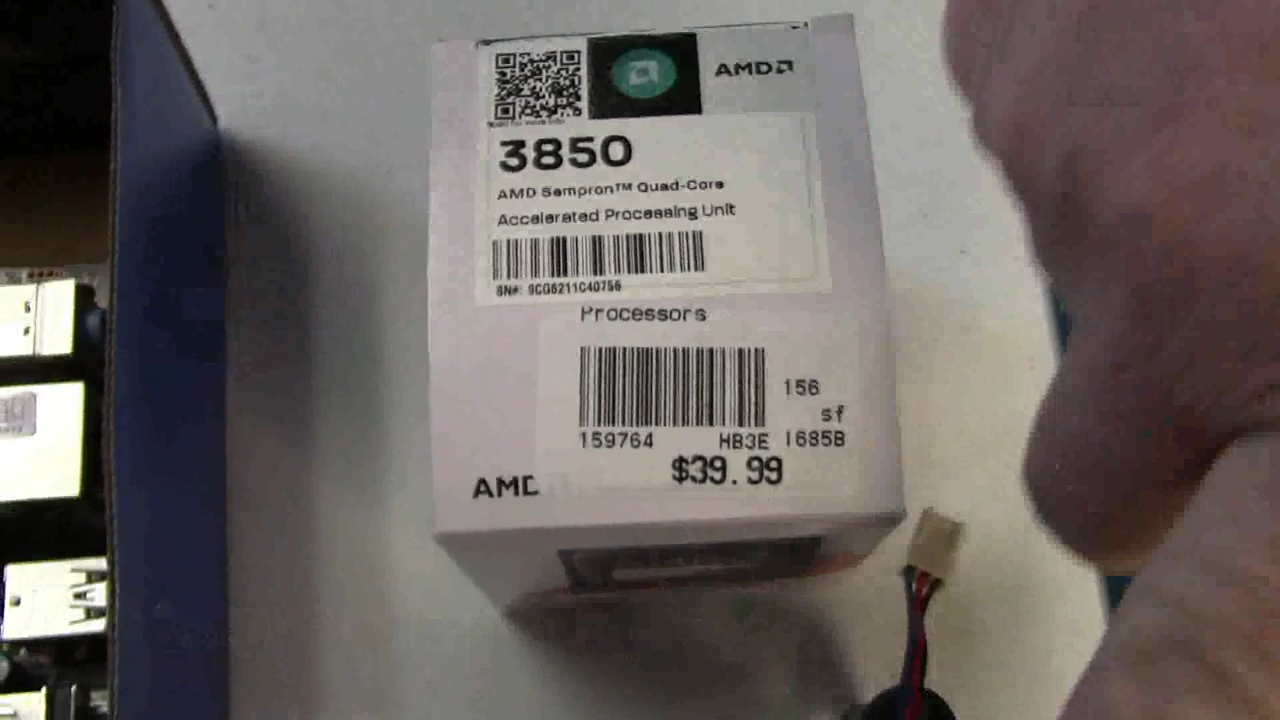 AMD
3850
AMD Sempron™ Quad-Core
Accelerated Processing Unit
SN#: 9CG6211C40756
Processors
156
sf
159764 HB3E 1685B
$39.99
AMD